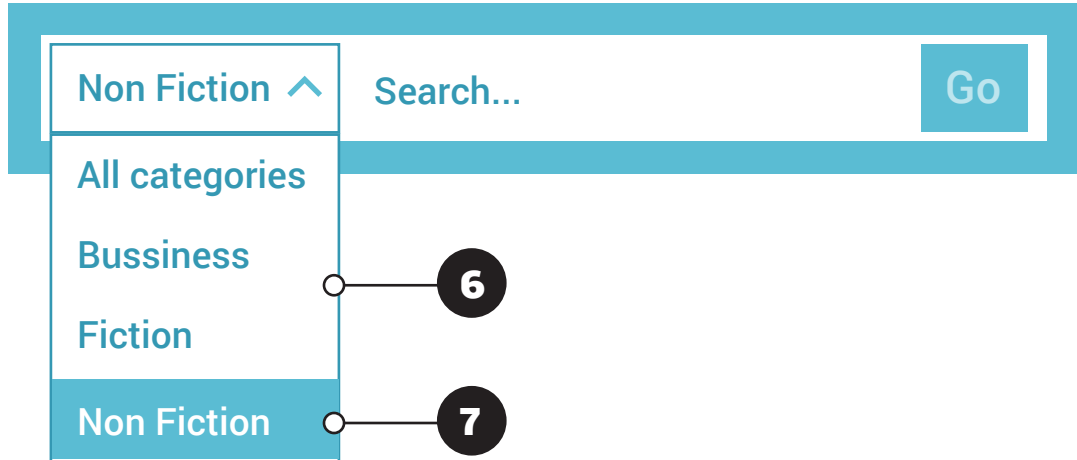 Non Fiction Search... Go
All categories
Bussiness
6
Fiction
Non Fiction 7